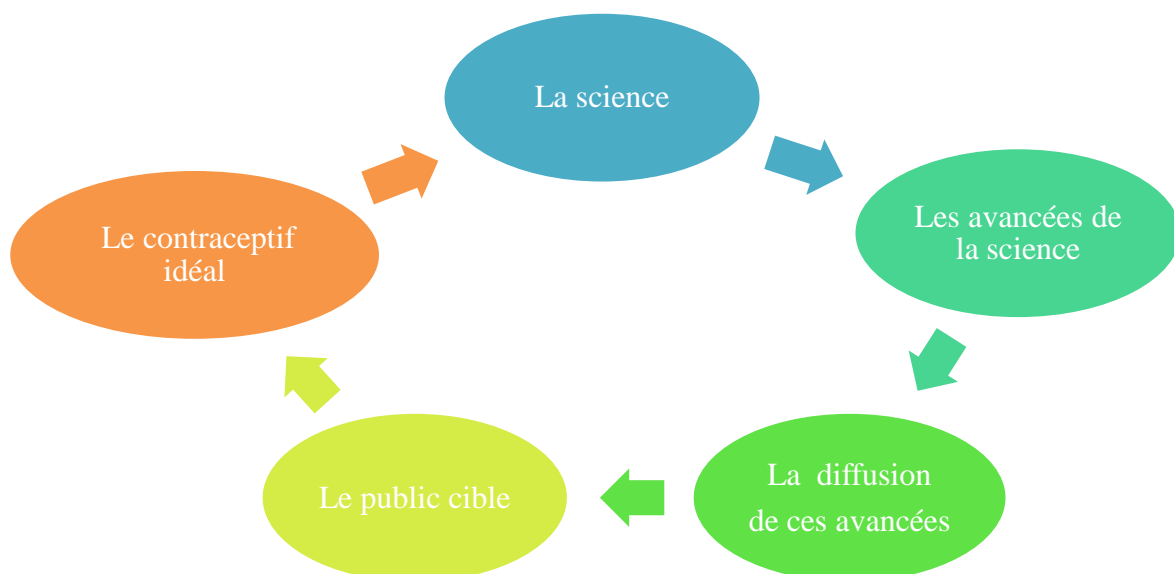 La science
Les avancées de
la science
La diffusion
de ces avancées
Le public cible
Le contraceptif
idéal